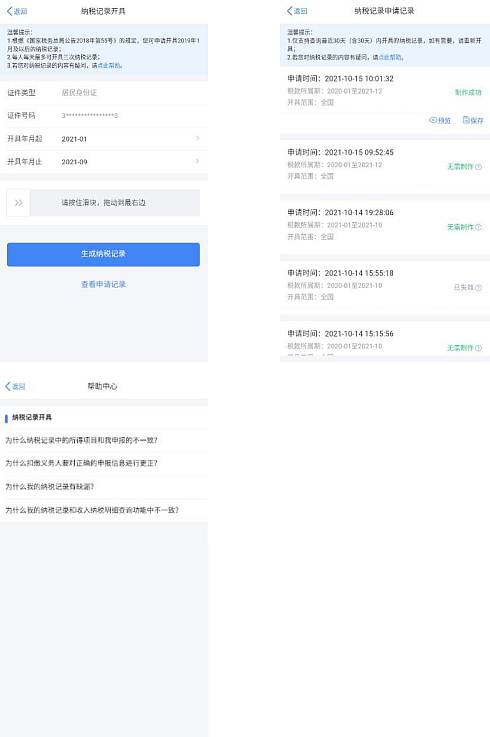 返回
纳税记录开具
温馨提示：
1.根据《国家税务总局公告2018年第55号》的规定，您可申请开具2019年1
月及以后的纳税记录；
2.每人每天最多可开具三次纳税记录；
3.若您对纳税记录的内容有疑问，请点此帮助。
证件类型 居民身份证
证件号码 3****************3
开具年月起 2021-01
开具年月止 2021-09
请按住滑块，拖动到最右边
生成纳税记录
查看申请记录
返回
纳税记录申请记录
温馨提示：
1.仅支持查询最近30天（含30天）内开具的纳税记录，如有需要，请重新开
具；
2.若您对纳税记录的内容有疑问，请点此帮助。
申请时间：2021-10-15 10:01:32
税款所属期：2020-01至2021-12
制作成功
开具范围：全国
预览 保存
申请时间：2021-10-15 09:52:45
税款所属期：2020-01至2021-12
无需制作
开具范围：全国
申请时间：2021-10-14 19:28:06
税款所属期：2020-01至2021-10
无需制作
开具范围：全国
申请时间：2021-10-14 15:55:18
税款所属期：2020-01至2021-10
已失效
开具范围：全国
申请时间：2021-10-14 15:15:56
税款所属期：2020-01至2021-10
无需制作
返回
帮助中心
纳税记录开具
为什么纳税记录中的所得项目和我申报的不一致？
为什么扣缴义务人要对正确的申报信息进行更正？
为什么我的纳税记录有缺漏？
为什么我的纳税记录和收入纳税明细查询功能中不一致？